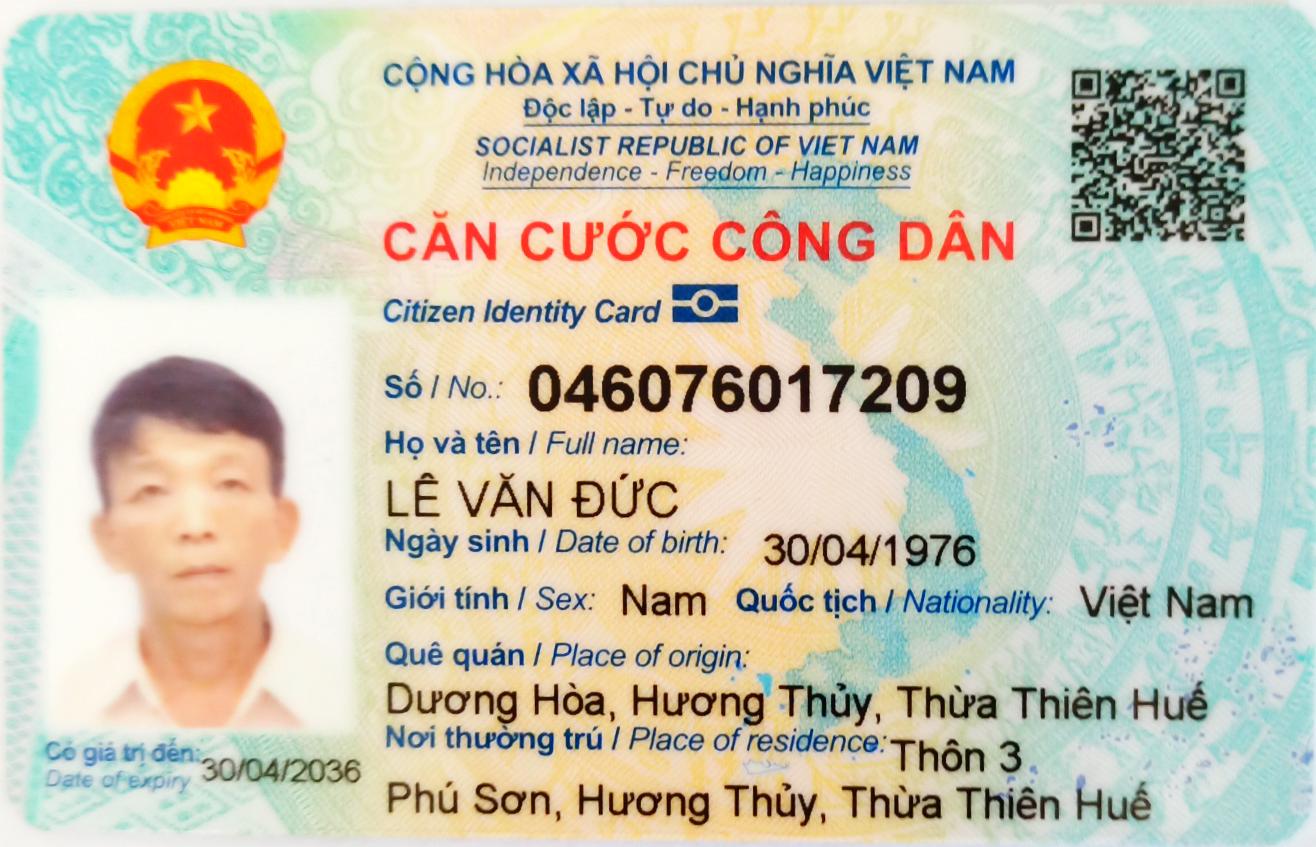 CỘNG HÒA XÃ HỘI CHỦ NGHĨA VIỆT NAM
Độc lập - Tự do - Hạnh phúc
SOCIALIST REPUBLIC OF VIET NAM
Independence - Freedom - Happiness
CĂN CƯỚC CÔNG DÂN
Citizen Identity Card
Số / No.: 046076017209
Họ và tên / Full name:
LÊ VĂN ĐỨC
Ngày sinh / Date of birth: 30/04/1976
Giới tính / Sex: Nam Quốc tịch / Nationality: Việt Nam
Quê quán / Place of origin:
Dương Hòa, Hương Thủy, Thừa Thiên Huế
Nơi thường trú / Place of residence: Thôn 3
Phú Sơn, Hương Thủy, Thừa Thiên Huế
Có giá trị đến: 30/04/2036
Date of expiry